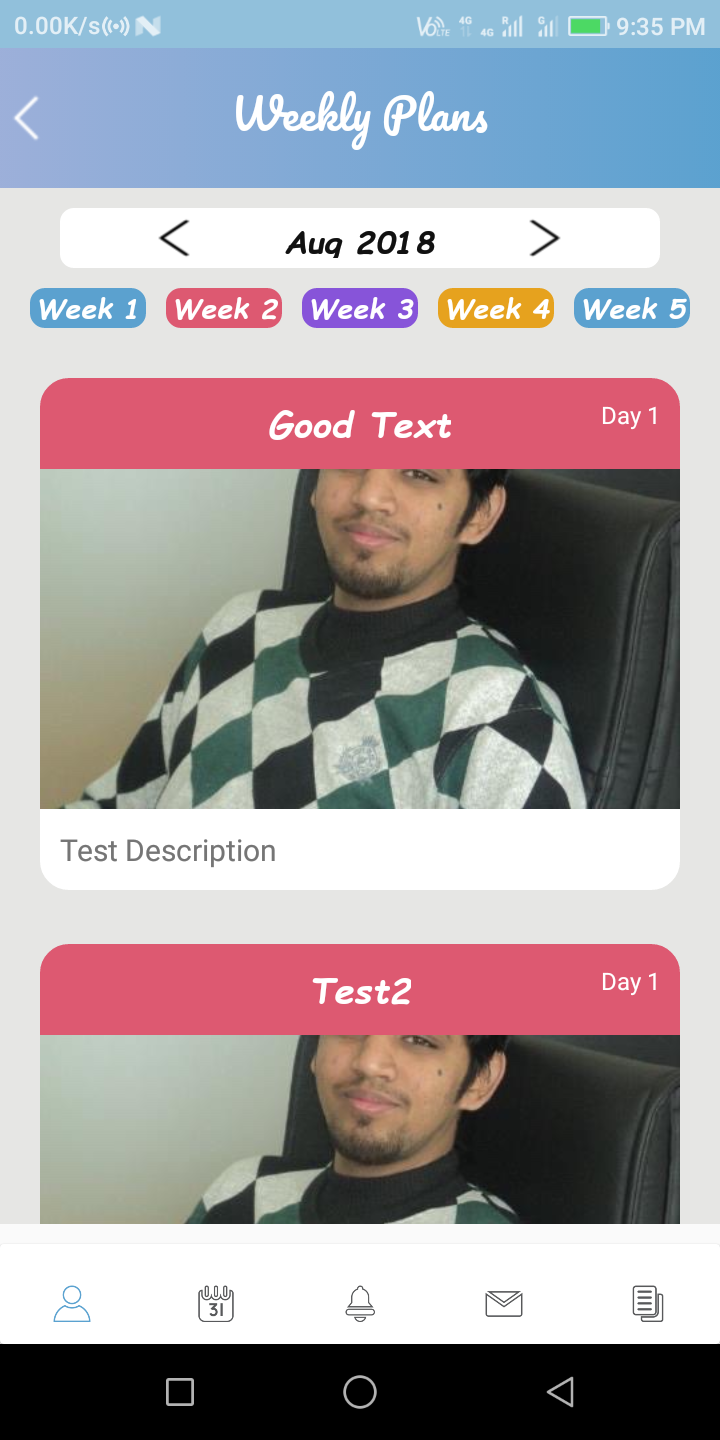 0.00K/s VoLTE 4G 4G R G 9:35 PM
Weekly Plans
Aug 2018
Week 1 Week 2 Week 3 Week 4 Week 5
Good Text Day 1
Test Description
Test2 Day 1
31